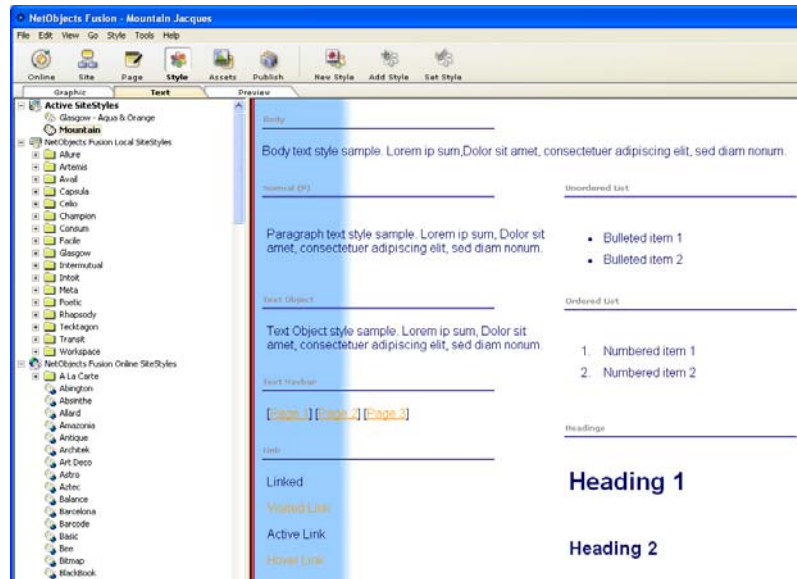 NetObjects Fusion - Mountain Jacques
File Edit View Go Style Tools Help
Online Site Page Style Assets Publish New Style Add Style Set Style
Graphic Text Preview
Active SiteStyles
Glasgow - Aqua & Orange
Mountain
NetObjects Fusion Local SiteStyles
Allure
Artemis
Avail
Capsula
Celio
Champion
Consum
Facile
Glasgow
Intermutual
Intoit
Meta
Poetic
Rhapsody
Tecktagon
Transit
Workspace
NetObjects Fusion Online SiteStyles
A La Carte
Abington
Absinthe
Allard
Amazonia
Antique
Architek
Art Deco
Astro
Aztec
Balance
Barcelona
Barcode
Basic
Bee
Bitmap
BlackBook
Body
Body text style sample. Lorem ip sum,Dolor sit amet, consectetuer adipiscing elit, sed diam nonum.
Normal (P)
Paragraph text style sample. Lorem ip sum, Dolor sit
amet, consectetuer adipiscing elit, sed diam nonum.
Text Object
Text Object style sample. Lorem ip sum, Dolor sit
amet, consectetuer adipiscing elit, sed diam nonum.
Text Navbar
[Page 1] [Page 2] [Page 3]
Link
Linked
Visited Link
Active Link
Hover Link
Unordered List
• Bulleted item 1
• Bulleted item 2
Ordered List
1. Numbered item 1
2. Numbered item 2
Headings
Heading 1
Heading 2